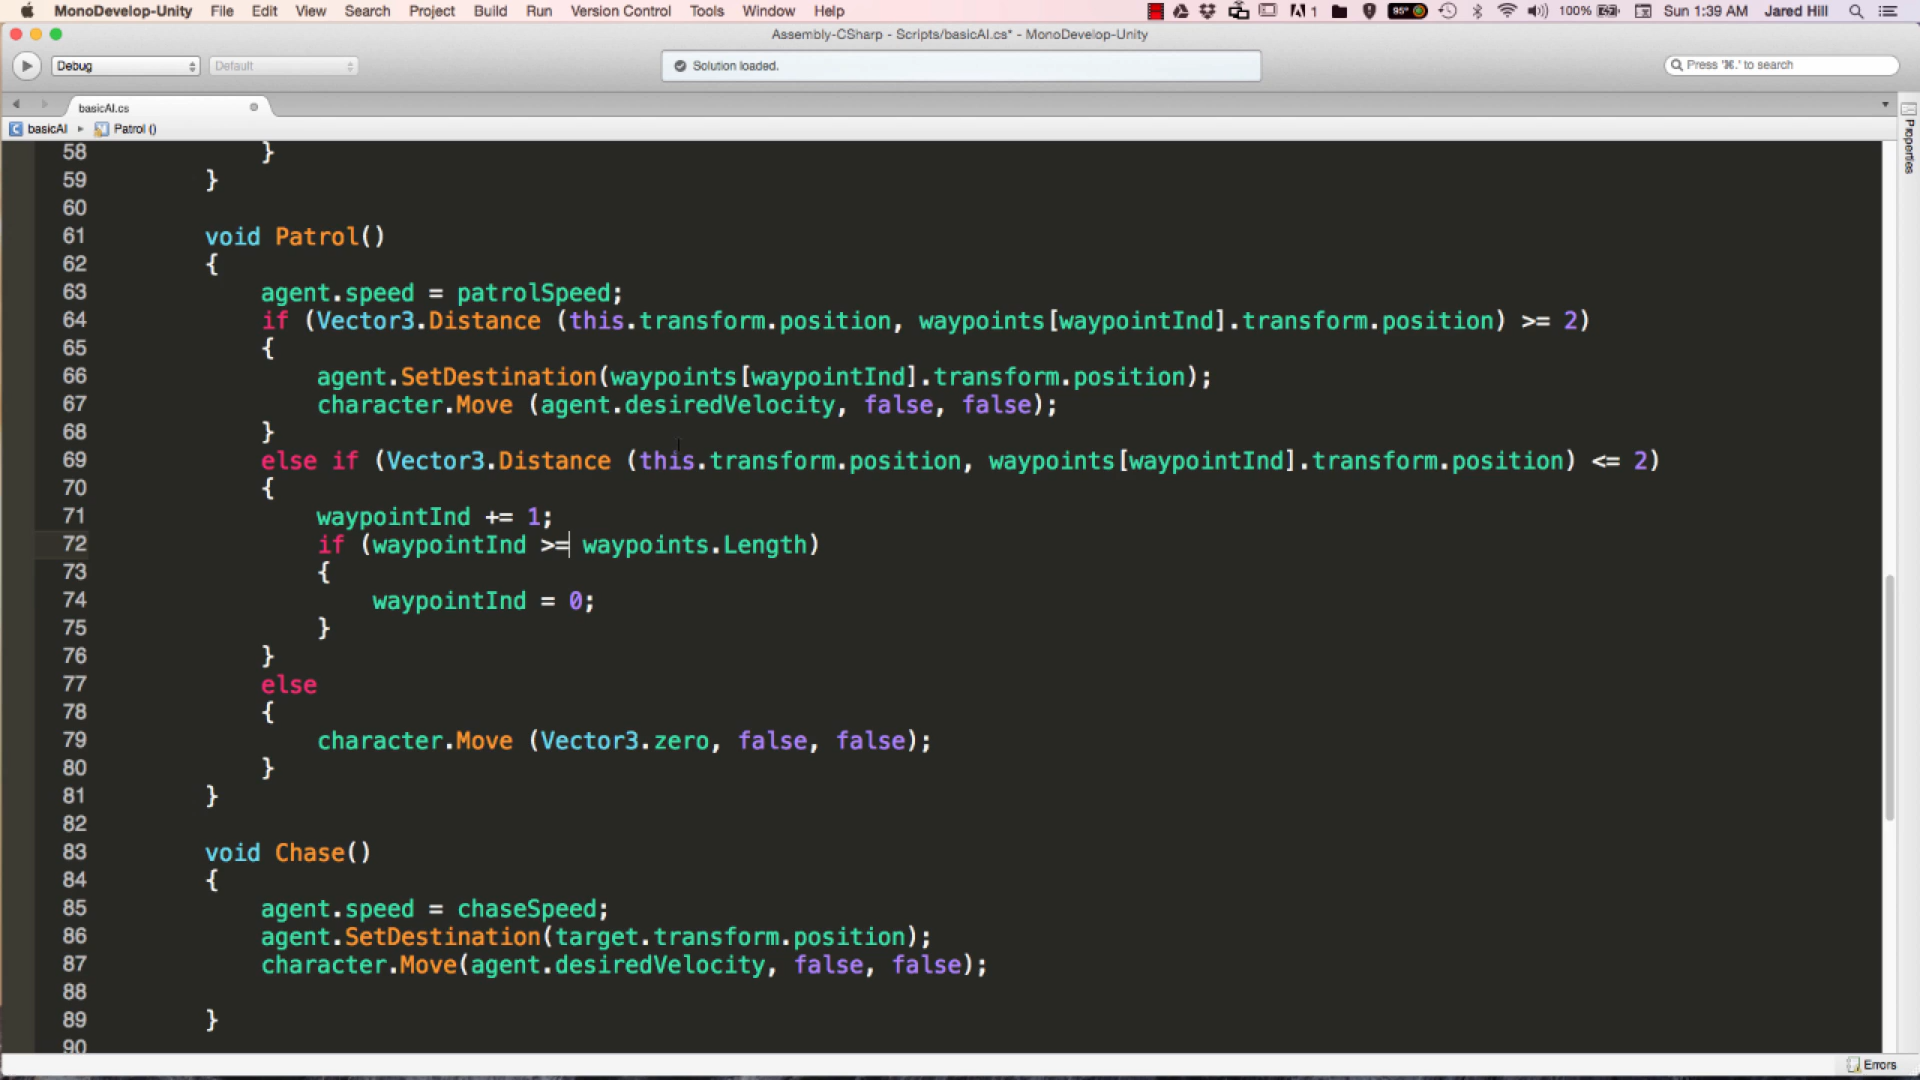 MonoDevelop-Unity File Edit View Search Project Build Run Version Control Tools Window Help 1 95° 100% Sun 1:39 AM Jared Hill
Assembly-CSharp - Scripts/basicAI.cs* - MonoDevelop-Unity
Debug Default Solution loaded. Press '⌘.' to search
basicAI.cs
basicAI ▸ Patrol ()
Properties
58 }
59 }
60
61 void Patrol()
62 {
63 agent.speed = patrolSpeed;
64 if (Vector3.Distance (this.transform.position, waypoints[waypointInd].transform.position) >= 2)
65 {
66 agent.SetDestination(waypoints[waypointInd].transform.position);
67 character.Move (agent.desiredVelocity, false, false);
68 }
69 else if (Vector3.Distance (this.transform.position, waypoints[waypointInd].transform.position) <= 2)
70 {
71 waypointInd += 1;
72 if (waypointInd >= waypoints.Length)
73 {
74 waypointInd = 0;
75 }
76 }
77 else
78 {
79 character.Move (Vector3.zero, false, false);
80 }
81 }
82
83 void Chase()
84 {
85 agent.speed = chaseSpeed;
86 agent.SetDestination(target.transform.position);
87 character.Move(agent.desiredVelocity, false, false);
88
89 }
90
Errors